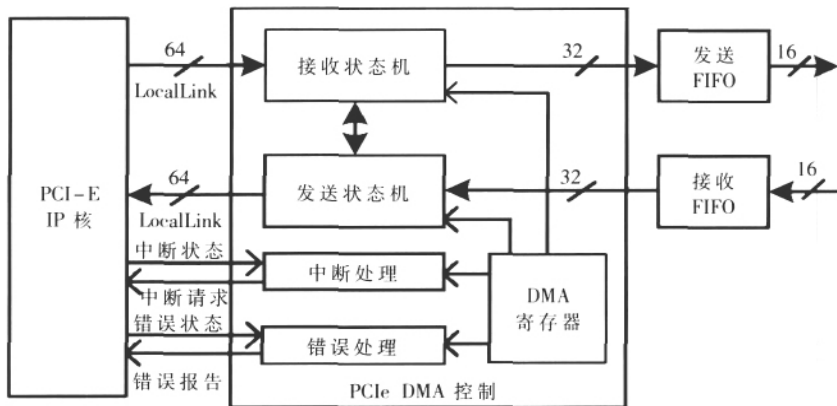 64
LocalLink
接收状态机
32
发送
FIFO
16
PCI-E
IP 核
64
LocalLink
发送状态机
32
接收
FIFO
16
中断状态
中断请求
中断处理
错误状态
错误报告
错误处理
DMA
寄存器
PCIe DMA 控制